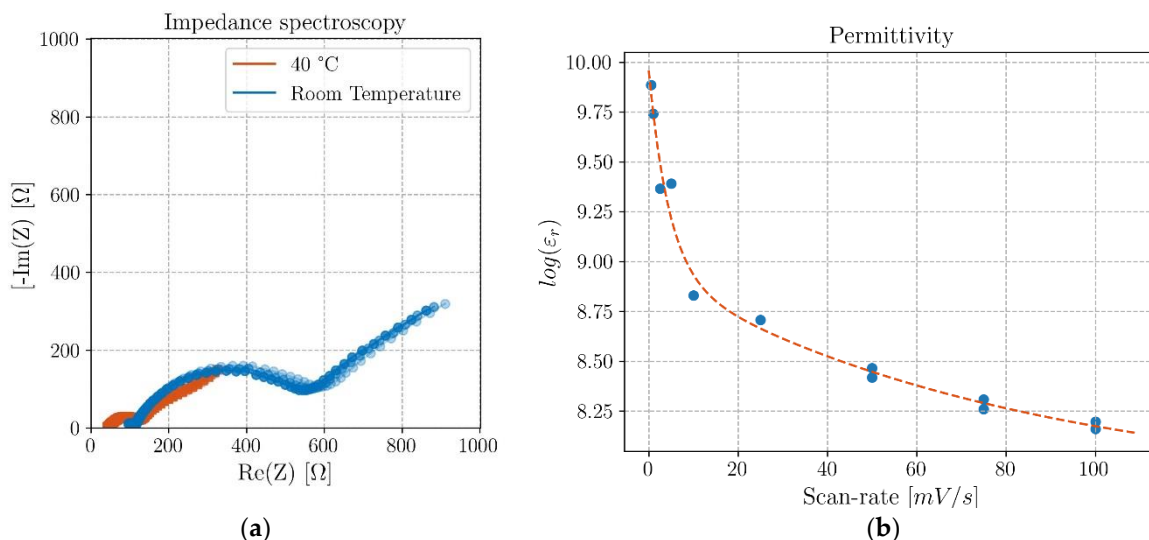 Impedance spectroscopy
1000
800
600
400
200
0
0
200
400
600
800
1000
[-Im(Z) [Ω]
Re(Z) [Ω]
40 °C
Room Temperature
(a)
Permittivity
10.00
9.75
9.50
9.25
9.00
8.75
8.50
8.25
log(ε_r)
0
20
40
60
80
100
Scan-rate [mV/s]
(b)